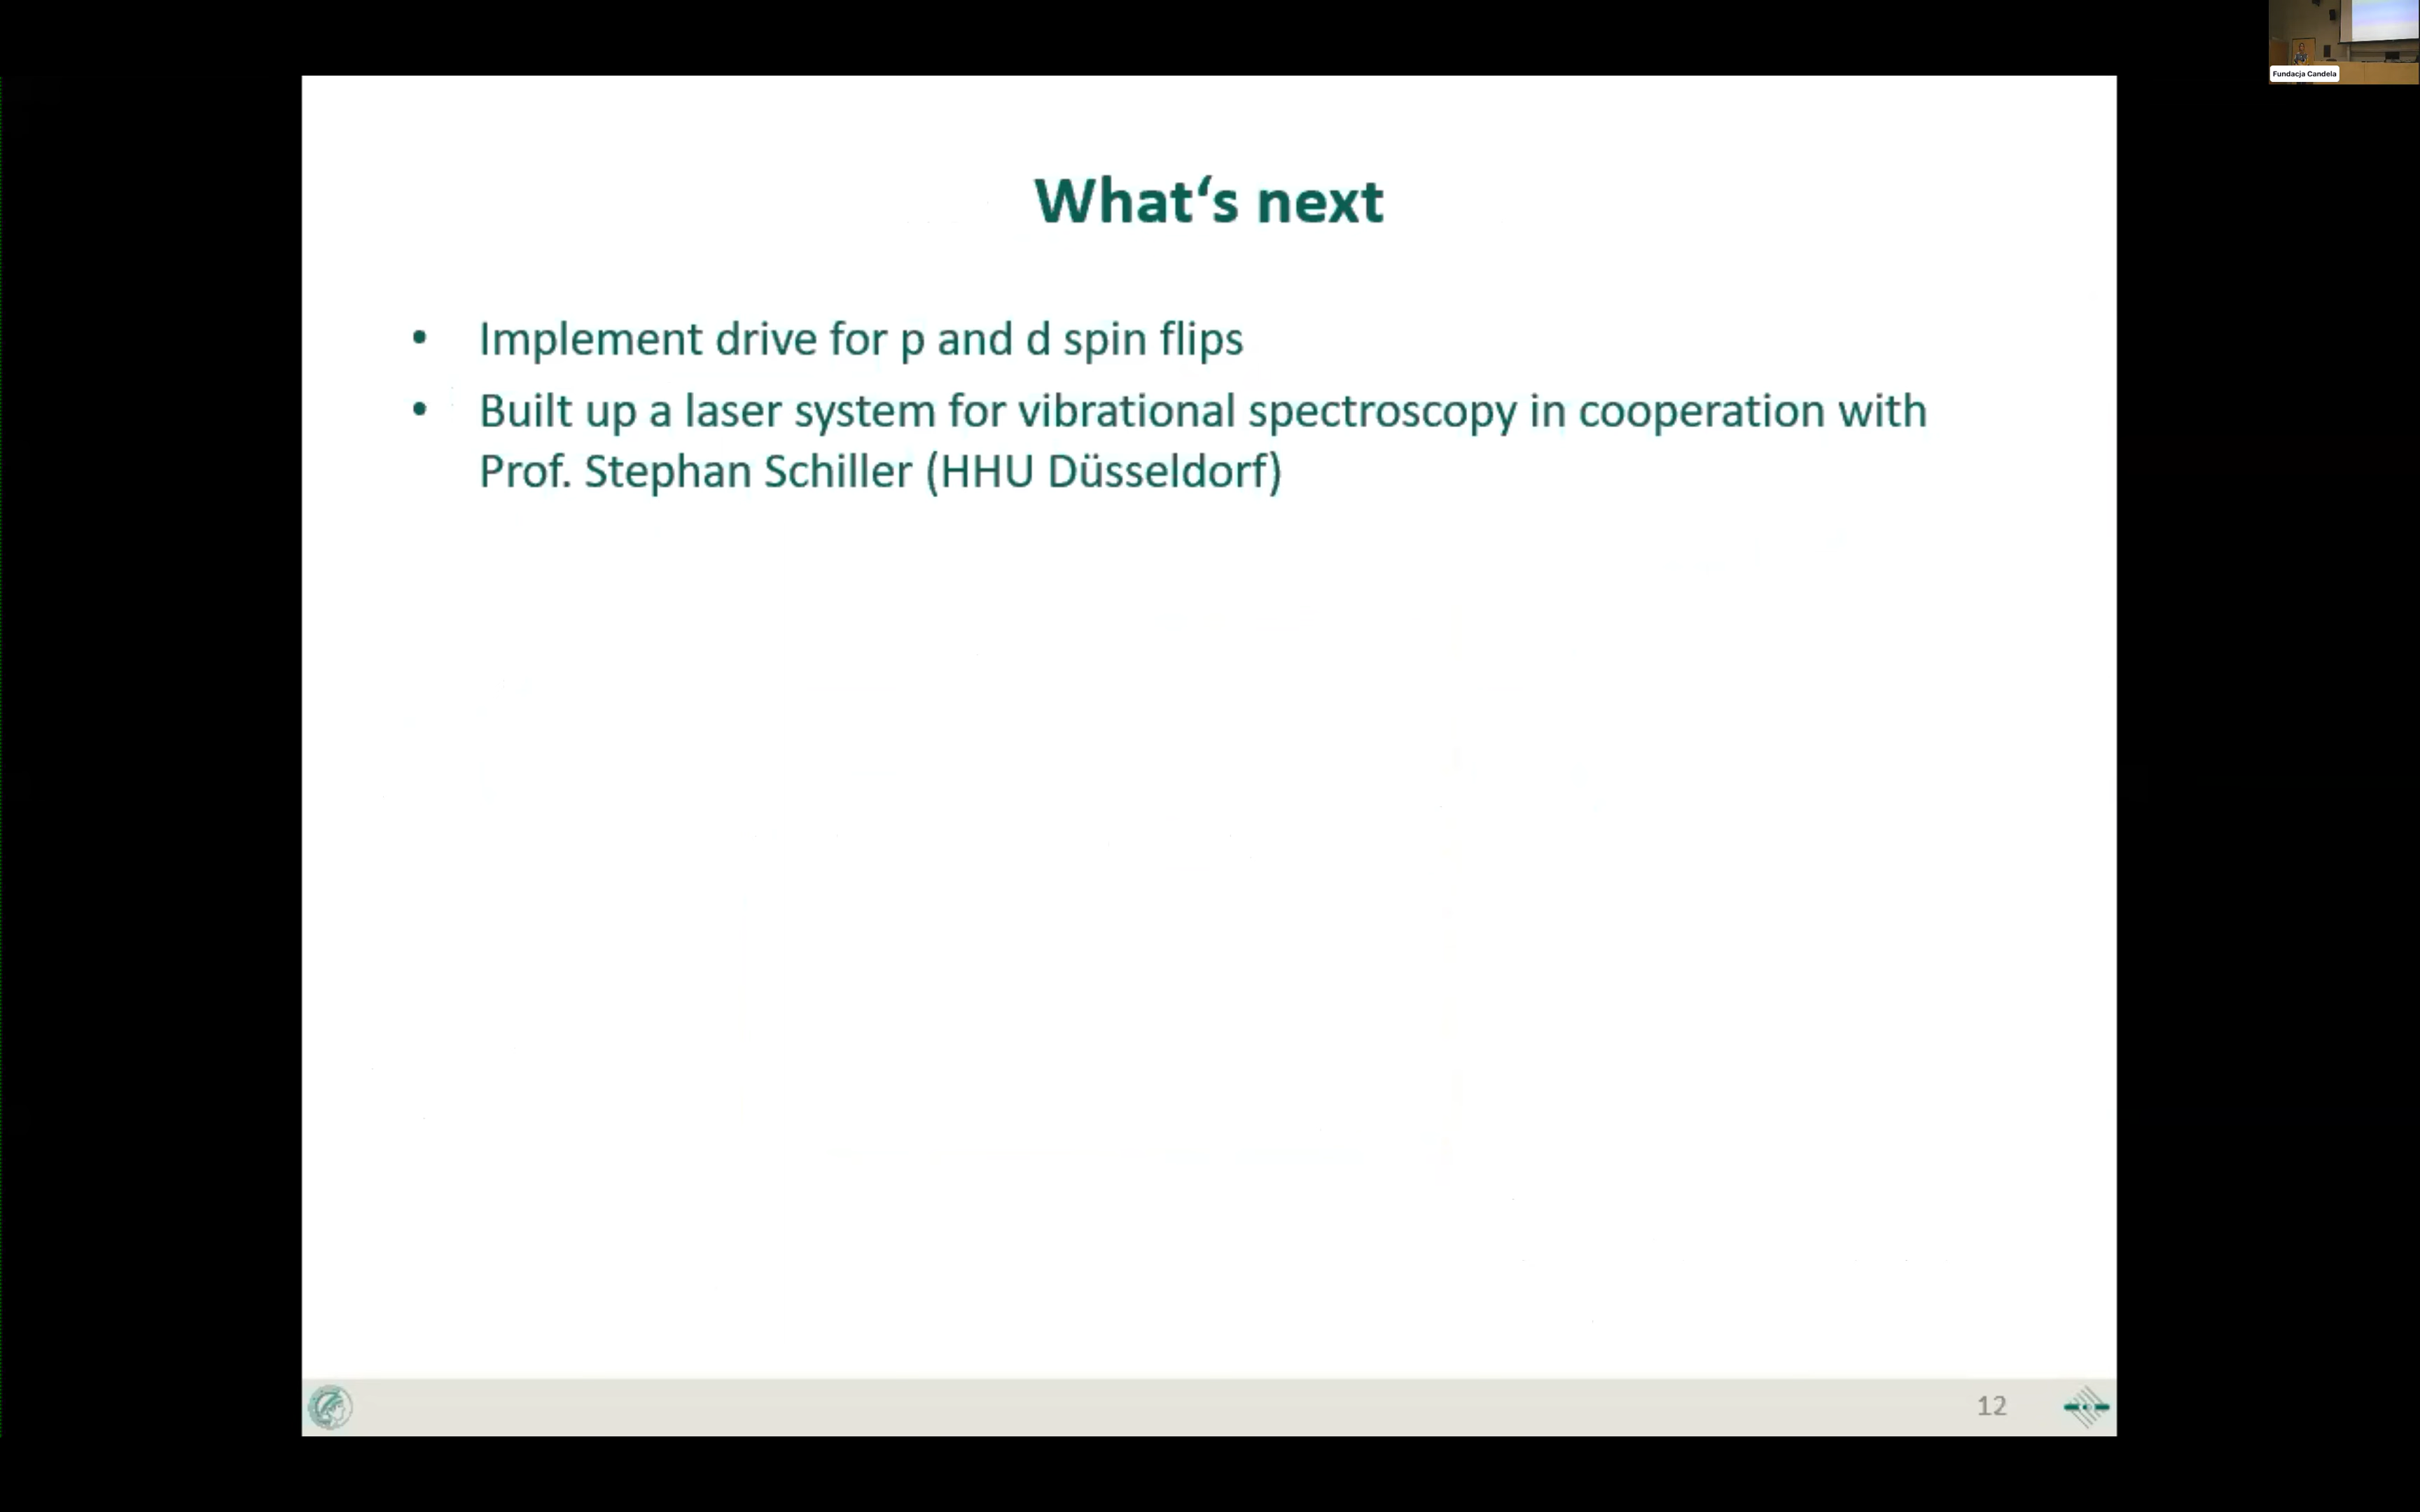 Fundacja Candela
What‘s next
• Implement drive for p and d spin flips
• Built up a laser system for vibrational spectroscopy in cooperation with
Prof. Stephan Schiller (HHU Düsseldorf)
12